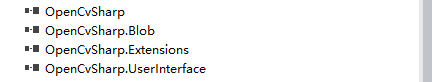 OpenCvSharp
OpenCvSharp.Blob
OpenCvSharp.Extensions
OpenCvSharp.UserInterface